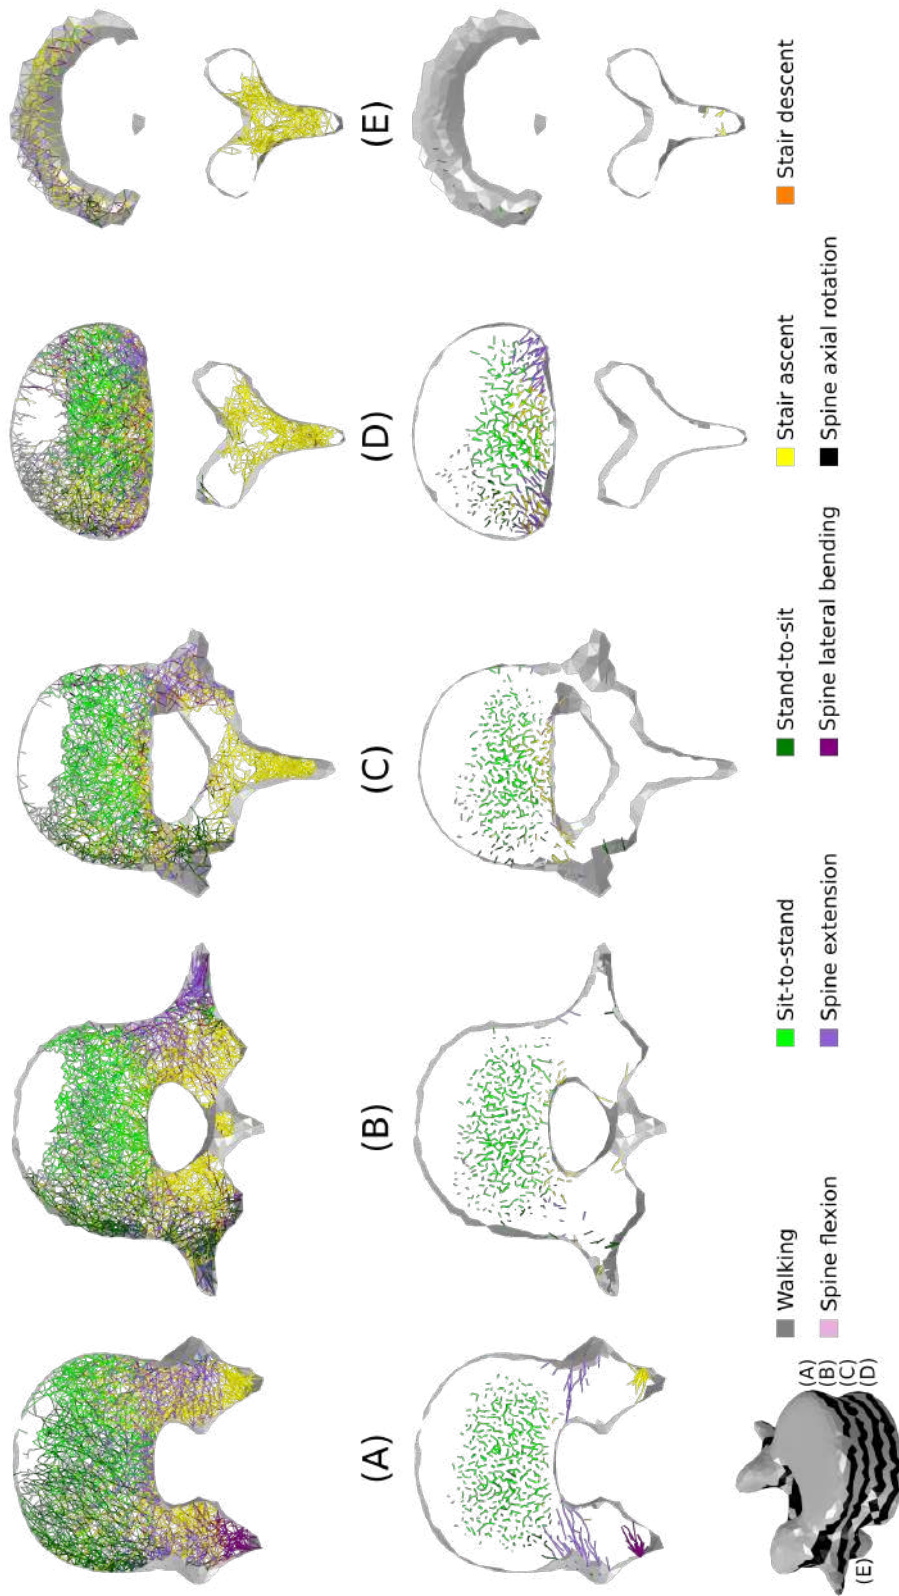 (A) (B) (C) (D) (E)
(A)
(B)
(C)
(D)
(E)
Walking Sit-to-stand Stand-to-sit Stair ascent Stair descent
Spine flexion Spine extension Spine lateral bending Spine axial rotation